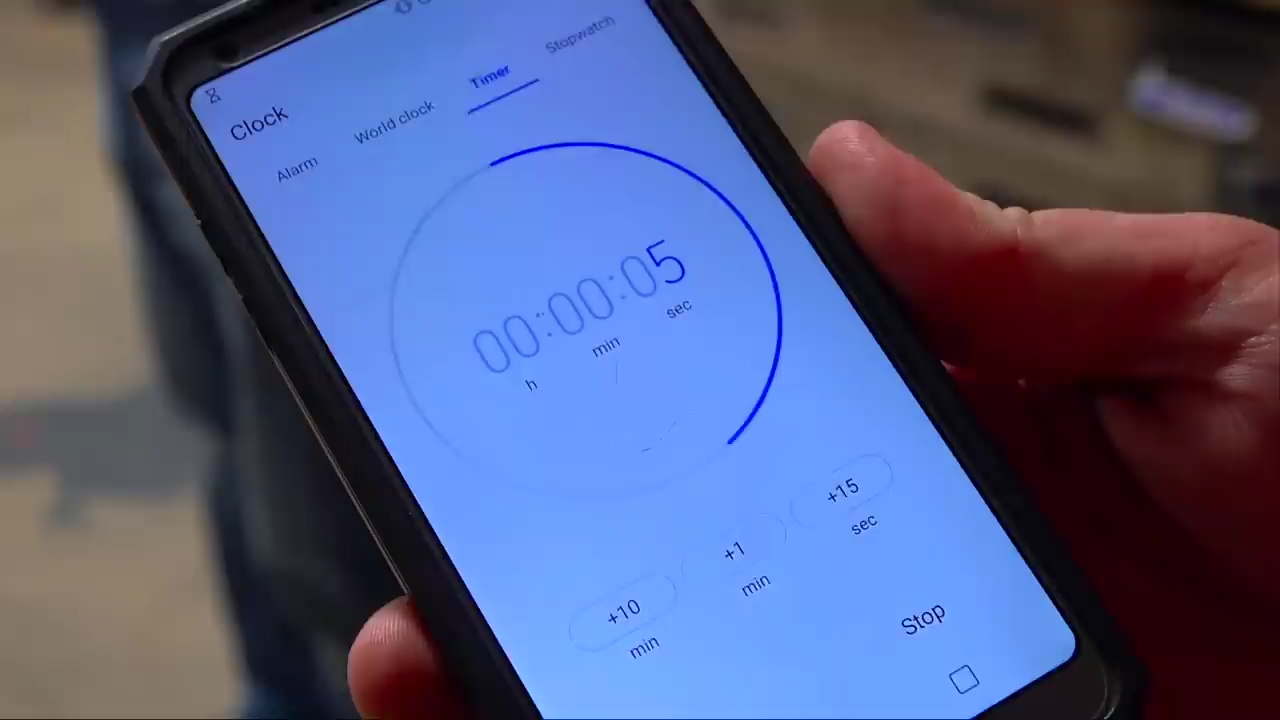 Clock
Alarm World clock Timer Stopwatch
00:00:05
h min sec
+10 +1 +15
min min sec
Stop